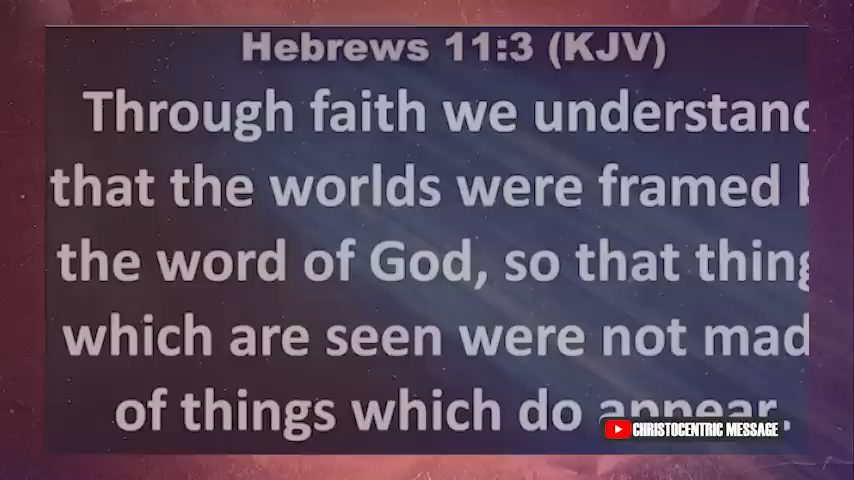 Hebrews 11:3 (KJV)
Through faith we understand
that the worlds were framed b
the word of God, so that thing
which are seen were not mad
of things which do appear.
CHRISTOCENTRIC MESSAGE